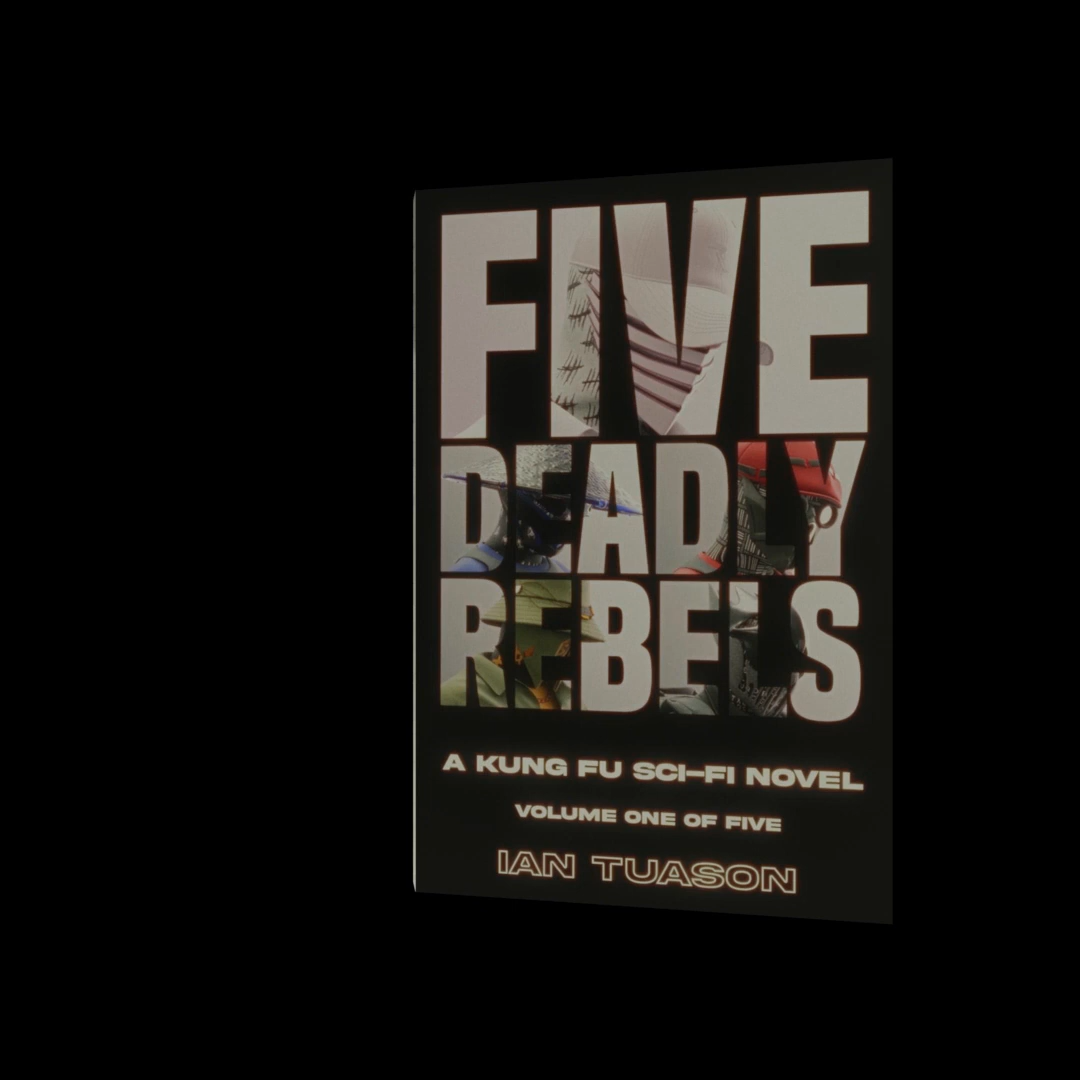 FIVE
DEADLY
REBELS
A KUNG FU SCI-FI NOVEL
VOLUME ONE OF FIVE
IAN TUASON